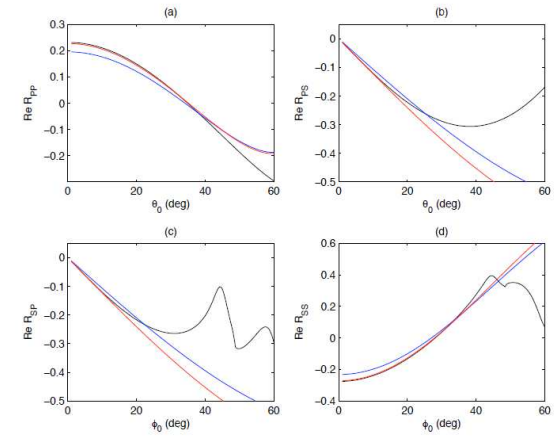 (a)
Re R_PP
0.3
0.2
0.1
0
−0.1
−0.2
0 20 40 60
θ_0 (deg)
(b)
Re R_PS
0
−0.1
−0.2
−0.3
−0.4
−0.5
0 20 40 60
θ_0 (deg)
(c)
Re R_SP
0
−0.1
−0.2
−0.3
−0.4
−0.5
0 20 40 60
ϕ_0 (deg)
(d)
Re R_SS
0.6
0.4
0.2
0
−0.2
−0.4
0 20 40 60
ϕ_0 (deg)